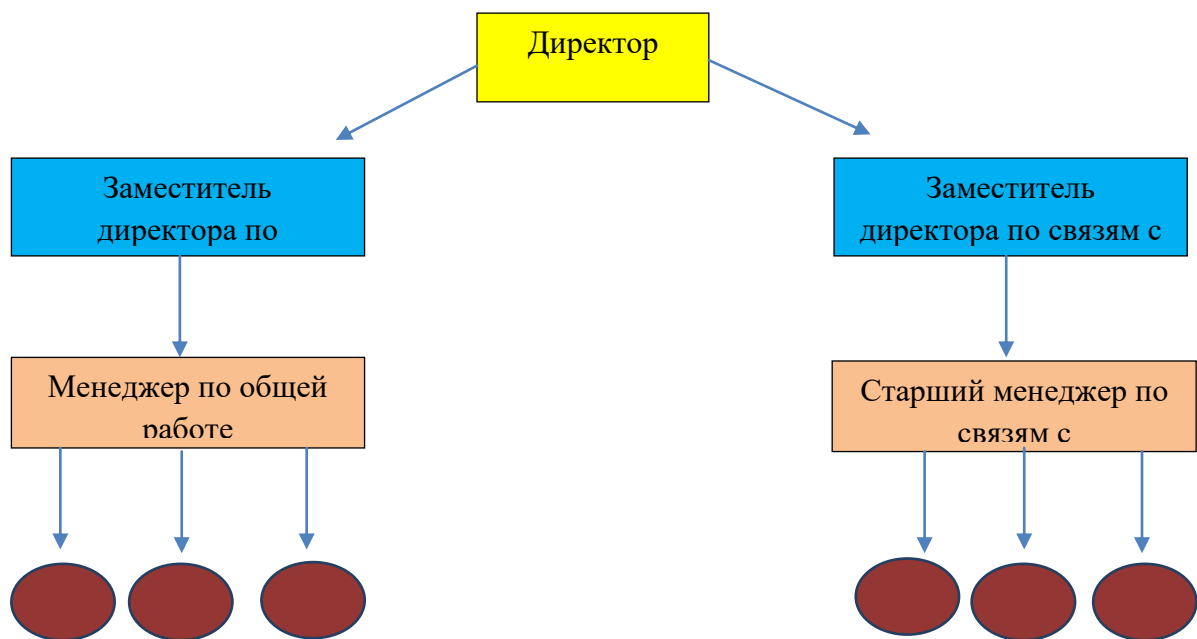 Директор
Заместитель
директора по
Заместитель
директора по связям с
Менеджер по общей
работе
Старший менеджер по
связям с